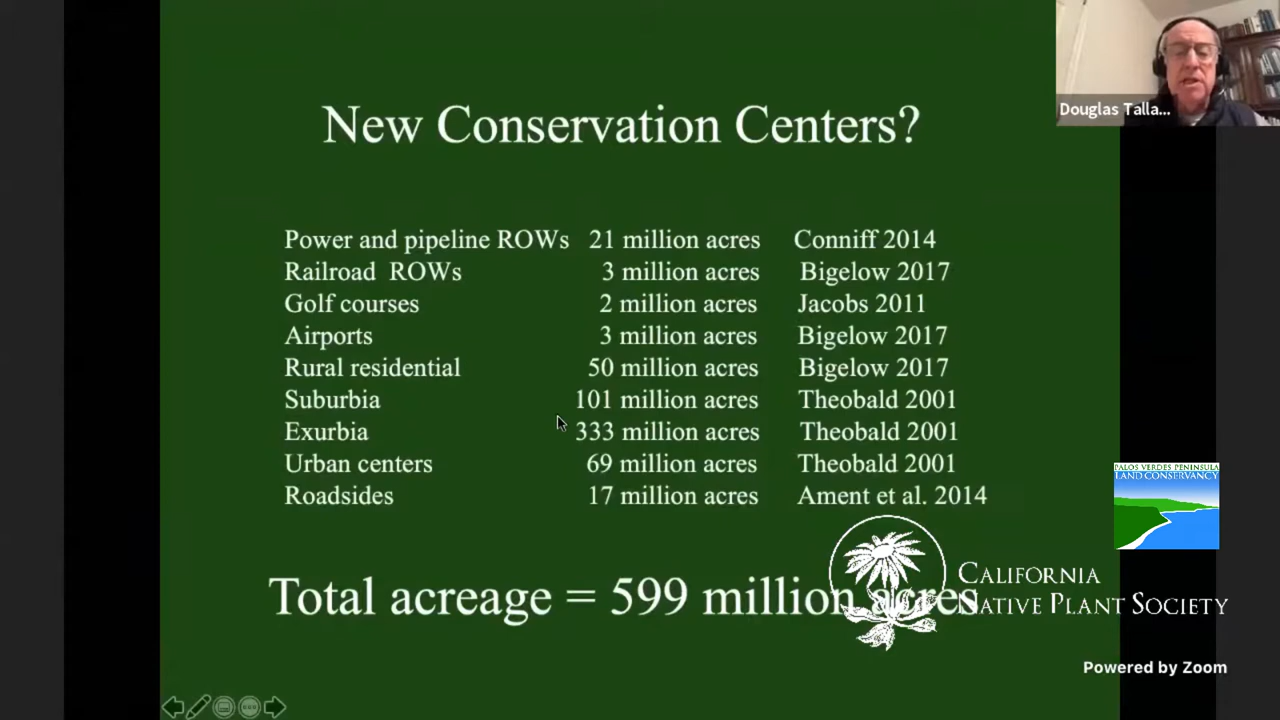 New Conservation Centers?
Douglas Talla...
Power and pipeline ROWs 21 million acres Conniff 2014
Railroad ROWs 3 million acres Bigelow 2017
Golf courses 2 million acres Jacobs 2011
Airports 3 million acres Bigelow 2017
Rural residential 50 million acres Bigelow 2017
Suburbia 101 million acres Theobald 2001
Exurbia 333 million acres Theobald 2001
Urban centers 69 million acres Theobald 2001
Roadsides 17 million acres Ament et al. 2014
Total acreage = 599 million acres
PALOS VERDES PENINSULA
LAND CONSERVANCY
CALIFORNIA
NATIVE PLANT SOCIETY
Powered by Zoom